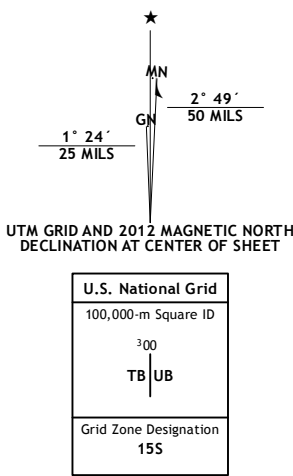 ★
MN
GN
2° 49´
50 MILS
1° 24´
25 MILS
UTM GRID AND 2012 MAGNETIC NORTH
DECLINATION AT CENTER OF SHEET
U.S. National Grid
100,000-m Square ID
³00
TB UB
Grid Zone Designation
15S